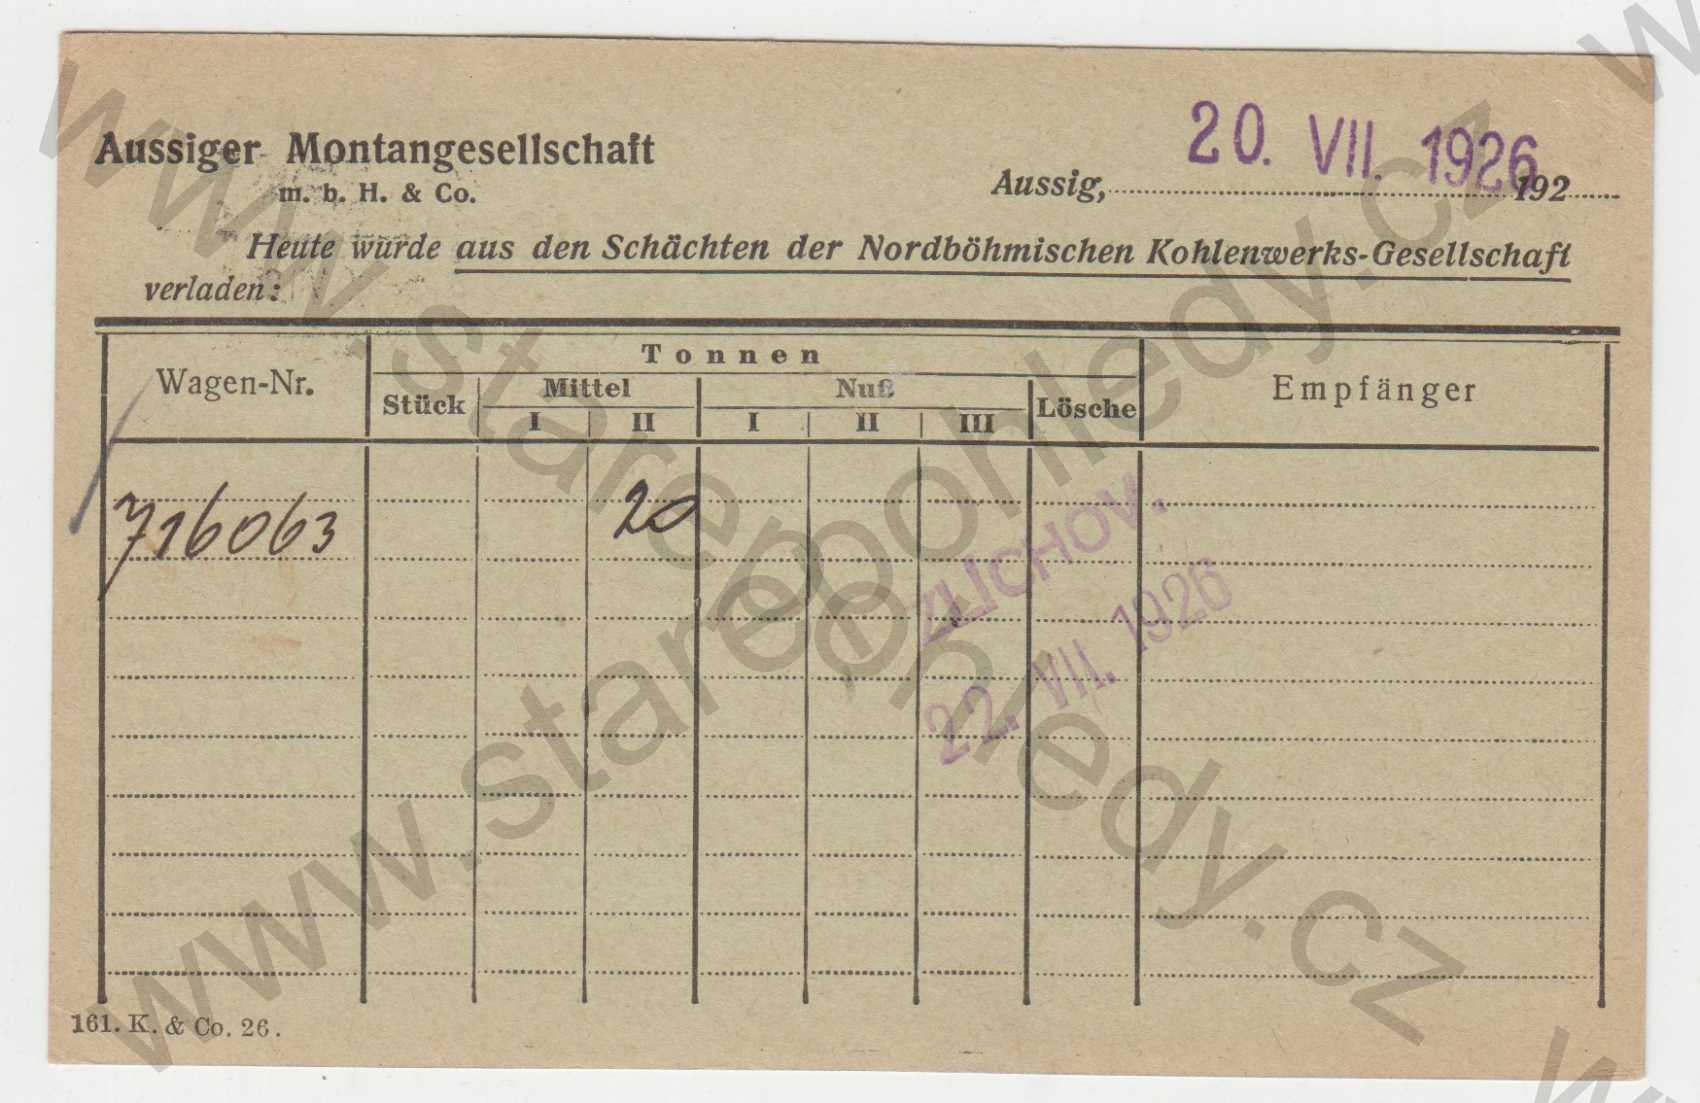 Aussiger Montangesellschaft
m. b. H. & Co.
20. VII. 1926
Aussig, 192
Heute wurde aus den Schächten der Nordböhmischen Kohlenwerks-Gesellschaft
verladen:
Wagen-Nr. Tonnen Empfänger
Stück Mittel Nuß Lösche
I II I II III
716063 20
ZLICHOV.
22. VII. 1926
161. K. & Co. 26.
www.starepohledy.cz
www.starepohledy.cz